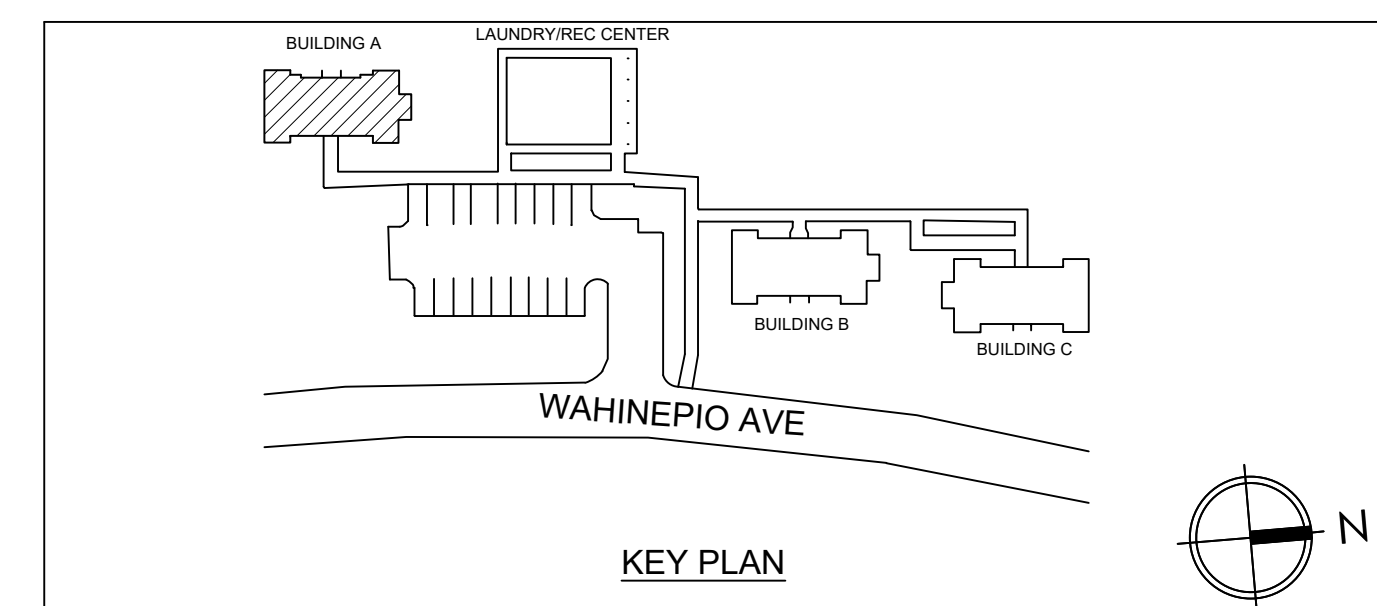 LAUNDRY/REC CENTER
BUILDING A
BUILDING B
BUILDING C
WAHINEPIO AVE
N
KEY PLAN